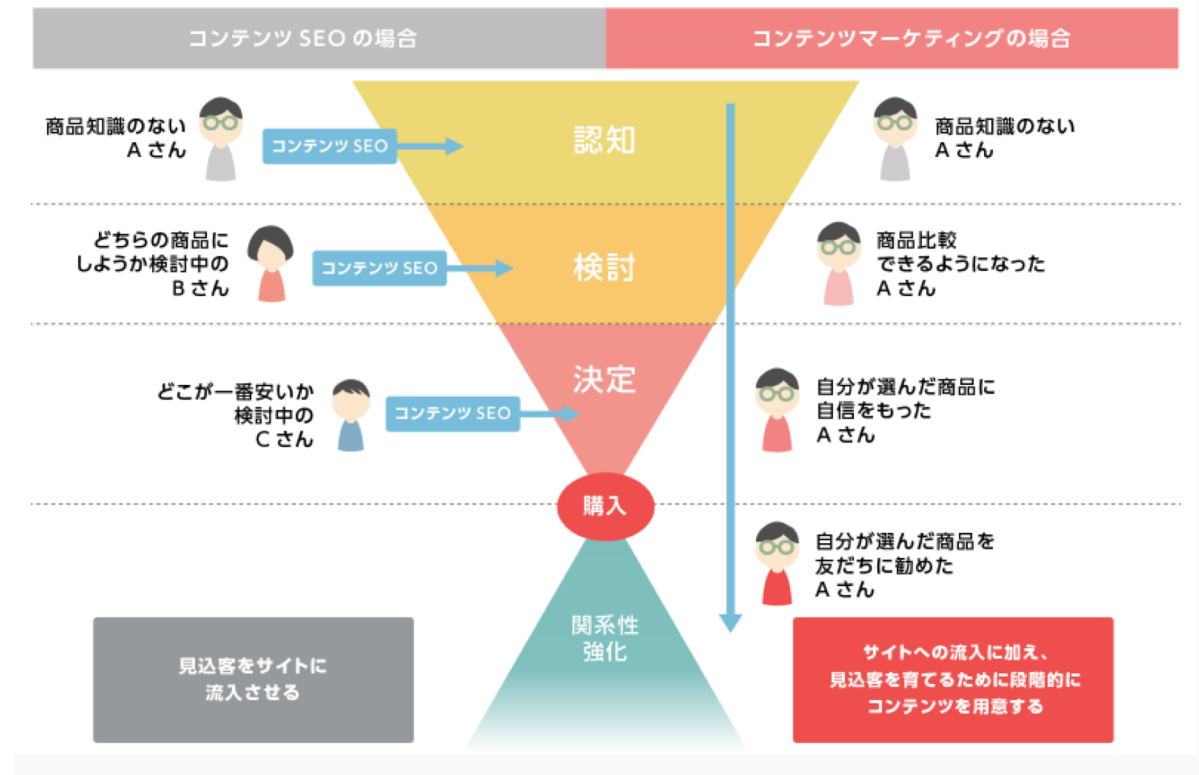 コンテンツ SEO の場合
コンテンツマーケティングの場合
商品知識のない
A さん
コンテンツ SEO
認知
商品知識のない
A さん
どちらの商品に
しようか検討中の
B さん
コンテンツ SEO
検討
商品比較
できるようになった
A さん
どこが一番安いか
検討中の
C さん
コンテンツ SEO
決定
自分が選んだ商品に
自信をもった
A さん
購入
自分が選んだ商品を
友だちに勧めた
A さん
関系性
強化
見込客をサイトに
流入させる
サイトへの流入に加え、
見込客を育てるために段階的に
コンテンツを用意する